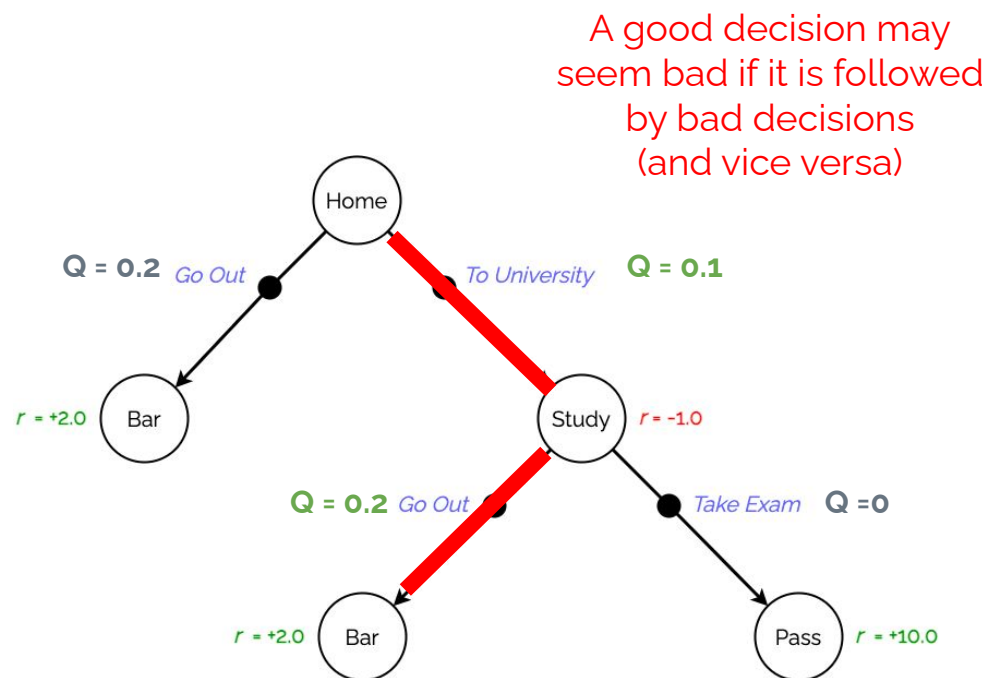 A good decision may
seem bad if it is followed
by bad decisions
(and vice versa)
Home
Q = 0.2 Go Out
To University Q = 0.1
r = +2.0 Bar
Study r = -1.0
Q = 0.2 Go Out
Take Exam Q =0
r = +2.0 Bar
Pass r = +10.0